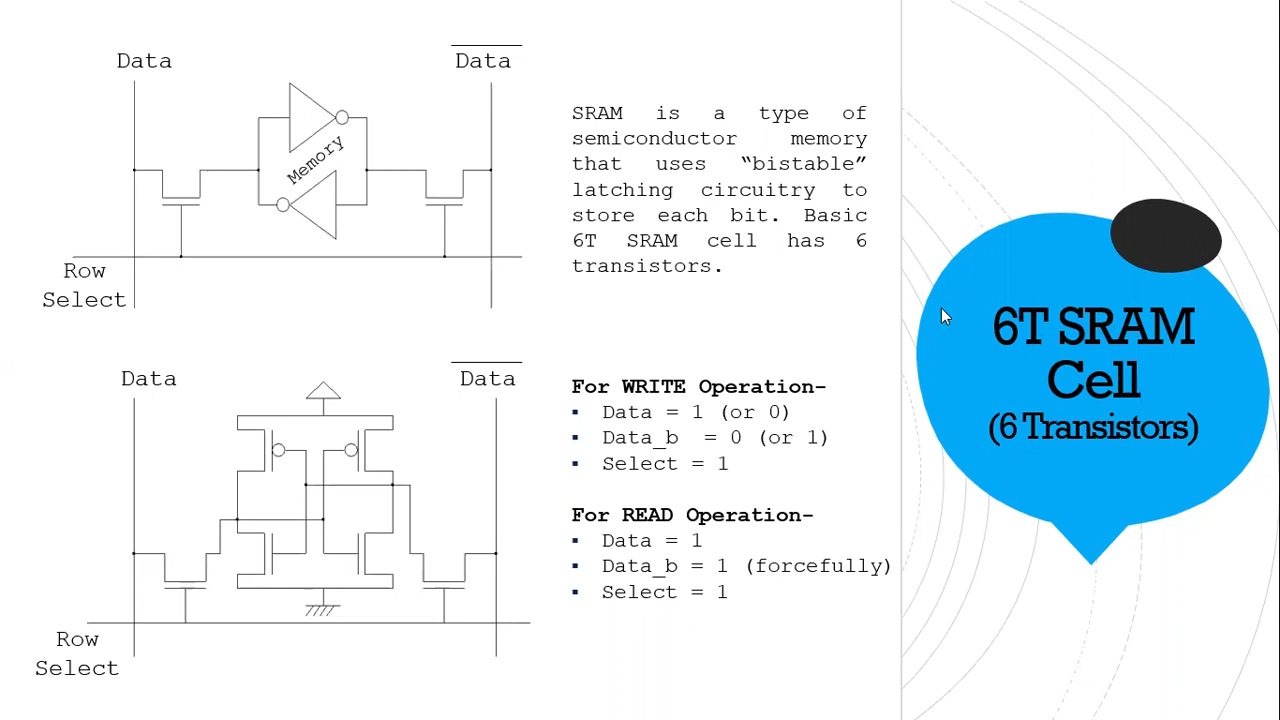 Data
Data
Memory
Row
Select
SRAM is a type of
semiconductor memory
that uses “bistable”
latching circuitry to
store each bit. Basic
6T SRAM cell has 6
transistors.
Data
Data
Row
Select
For WRITE Operation-
▪ Data = 1 (or 0)
▪ Data_b = 0 (or 1)
▪ Select = 1
For READ Operation-
▪ Data = 1
▪ Data_b = 1 (forcefully)
▪ Select = 1
6T SRAM
Cell
(6 Transistors)